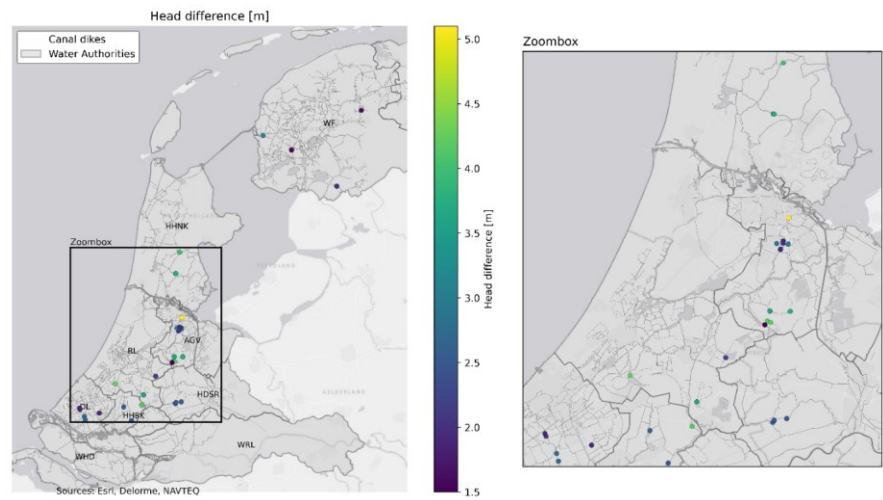 Head difference [m]
Canal dikes
Water Authorities
WF
HHNK
Zoombox
AGV
RL
HDSR
DL
HHSK
WRL
WHD
Sources: Esri, Delorme, NAVTEQ
5.0
4.5
4.0
3.5
3.0
2.5
2.0
1.5
Head difference [m]
Zoombox